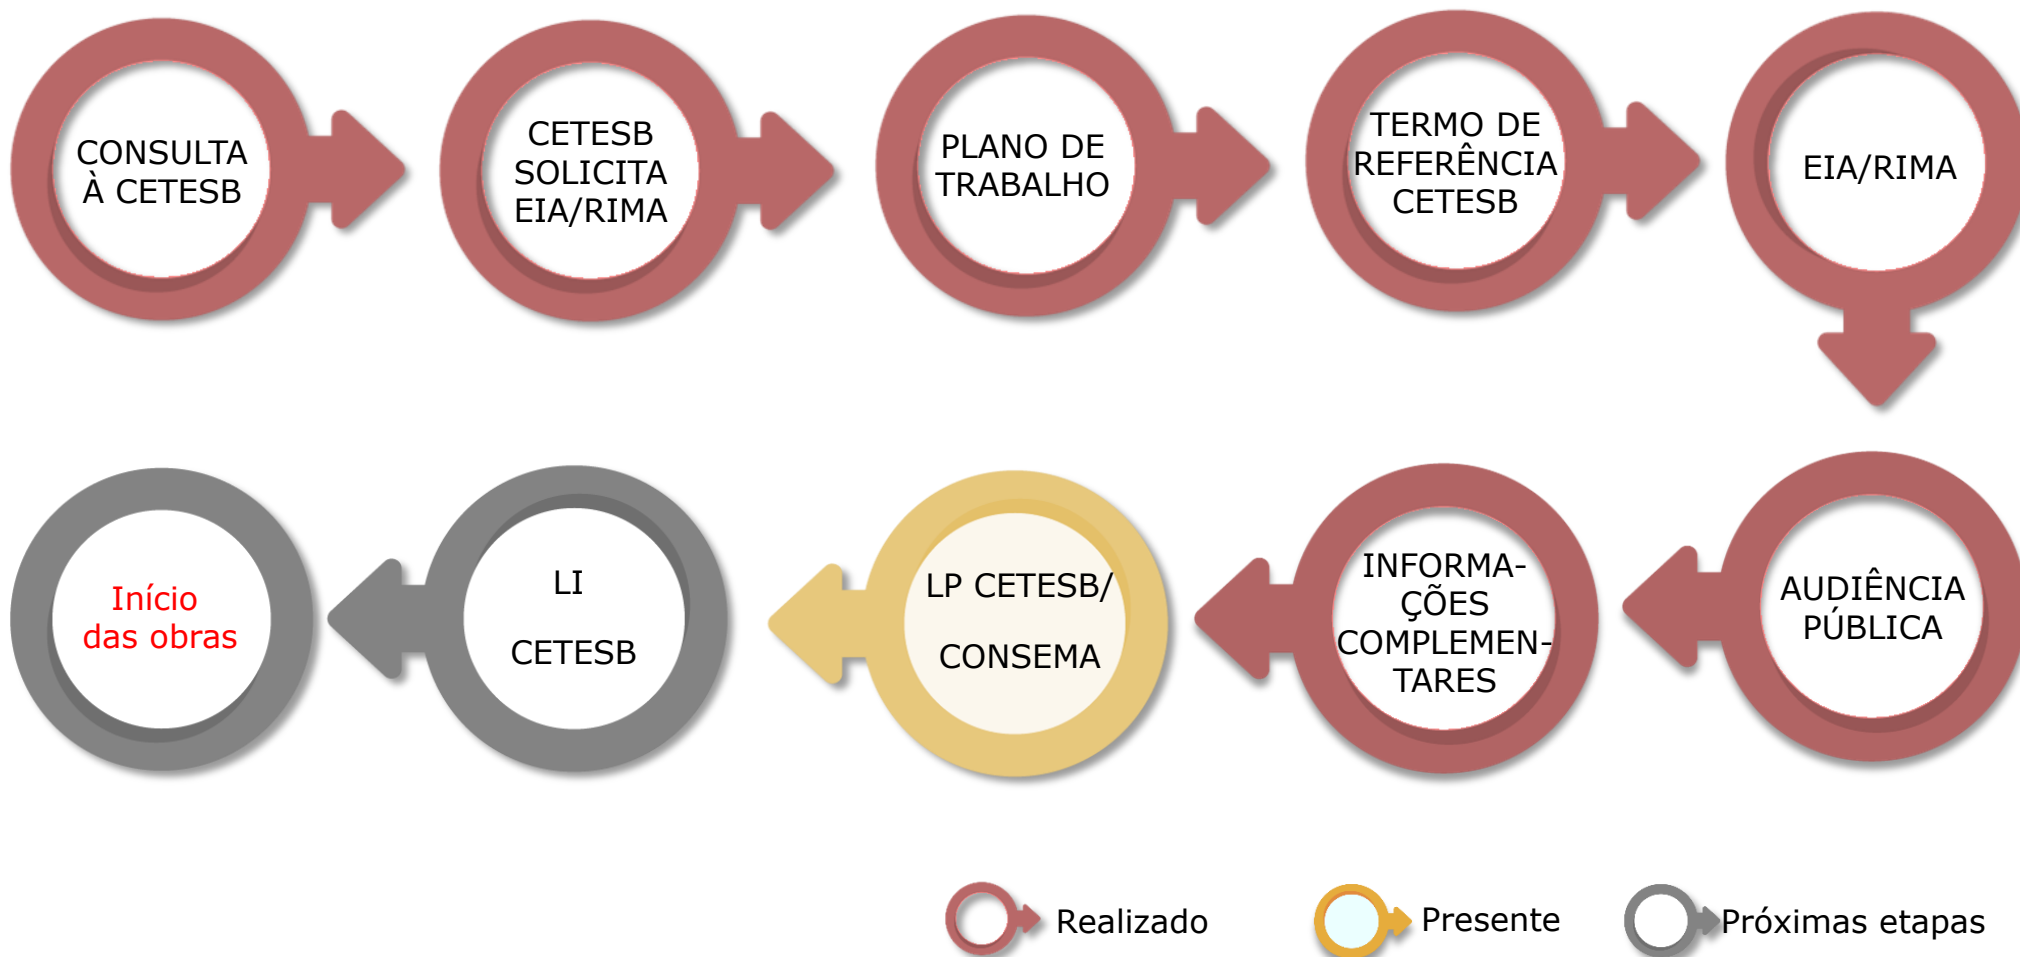 CONSULTA
À CETESB
CETESB
SOLICITA
EIA/RIMA
PLANO DE
TRABALHO
TERMO DE
REFERÊNCIA
CETESB
EIA/RIMA
AUDIÊNCIA
PÚBLICA
INFORMA-
ÇÕES
COMPLEMEN-
TARES
LP CETESB/
CONSEMA
LI
CETESB
Início
das obras
Realizado
Presente
Próximas etapas